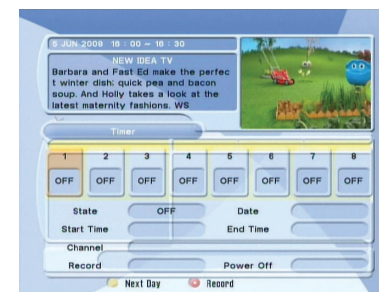 5 JUN 2009 16 : 00 - 16 : 30
NEW IDEA TV
Barbara and Fast Ed make the perfec
t winter dish; quick pea and bacon
soup. And Holly takes a look at the
latest maternity fashions. WS
Timer
1 2 3 4 5 6 7 8
OFF OFF OFF OFF OFF OFF OFF OFF
State OFF Date
Start Time End Time
Channel
Record Power Off
Next Day Record